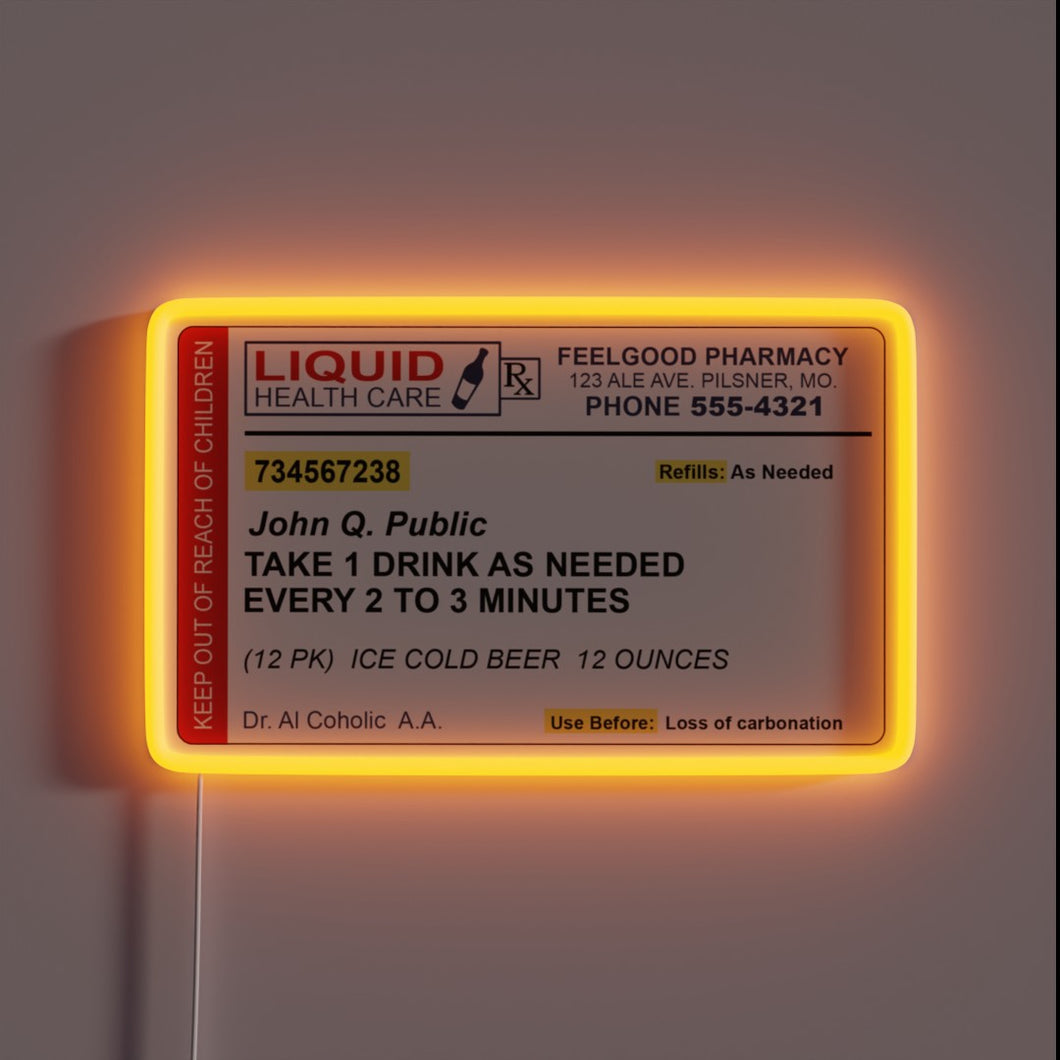 KEEP OUT OF REACH OF CHILDREN
LIQUID
HEALTH CARE
Rx
FEELGOOD PHARMACY
123 ALE AVE. PILSNER, MO.
PHONE 555-4321
734567238
Refills: As Needed
John Q. Public
TAKE 1 DRINK AS NEEDED
EVERY 2 TO 3 MINUTES
(12 PK) ICE COLD BEER 12 OUNCES
Dr. Al Coholic A.A.
Use Before: Loss of carbonation